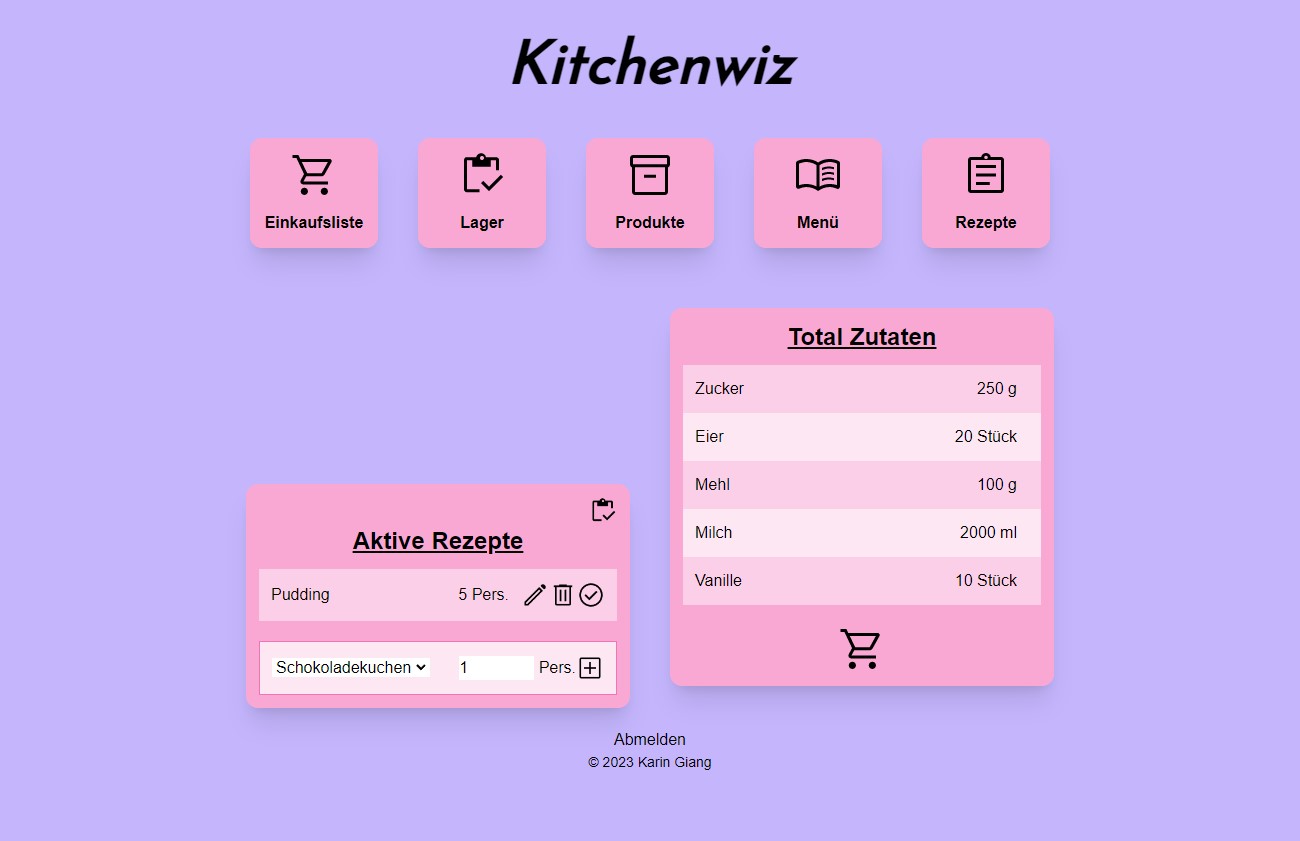 Kitchenwiz
Einkaufsliste
Lager
Produkte
Menü
Rezepte
Total Zutaten
Zucker 250 g
Eier 20 Stück
Mehl 100 g
Milch 2000 ml
Vanille 10 Stück
Aktive Rezepte
Pudding 5 Pers.
Schokoladekuchen 1 Pers.
Abmelden
© 2023 Karin Giang